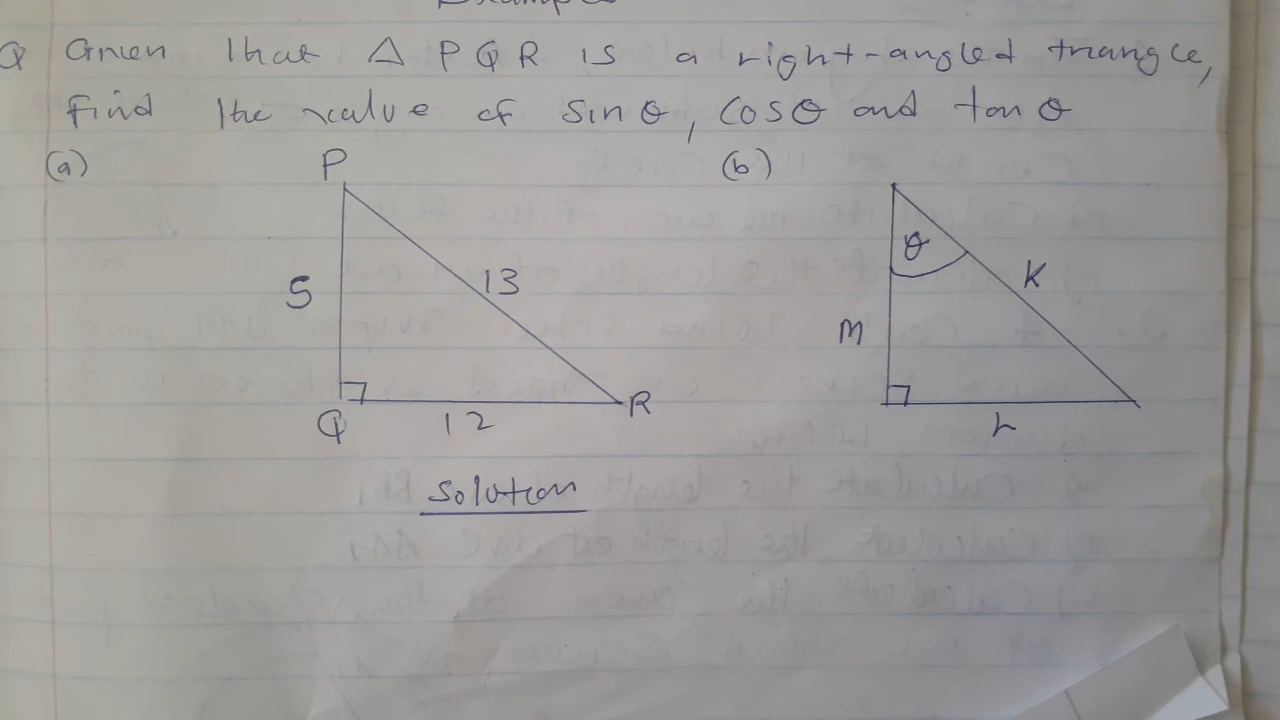 Example
Q Given that △ PQR is a right-angled triangle,
find the value of sin θ, cos θ and tan θ
(a) P (b)
θ
5 13 K
m
Q 12 R L
Solution